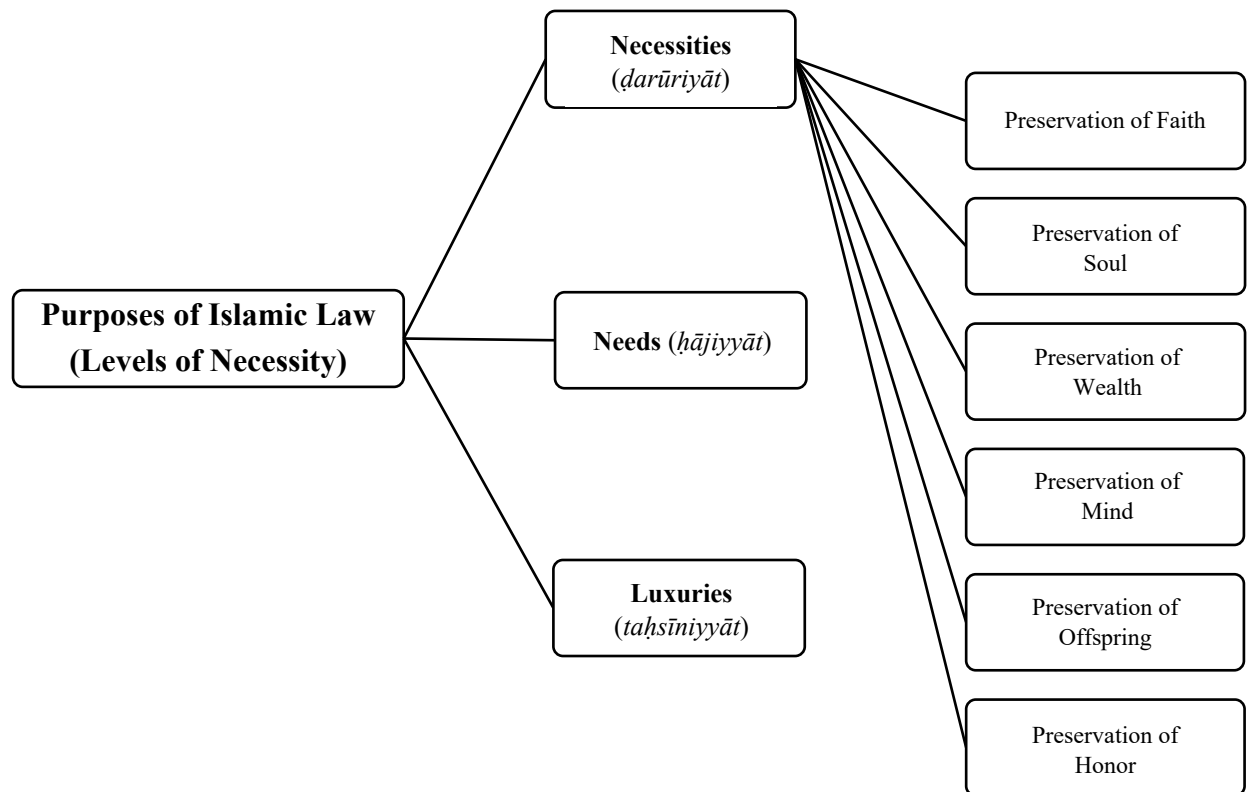 Necessities
(ḍarūriyāt)
Preservation of Faith
Preservation of
Soul
Purposes of Islamic Law
(Levels of Necessity)
Needs (ḥājiyyāt)
Preservation of
Wealth
Preservation of
Mind
Luxuries
(taḥsīniyyāt)
Preservation of
Offspring
Preservation of
Honor